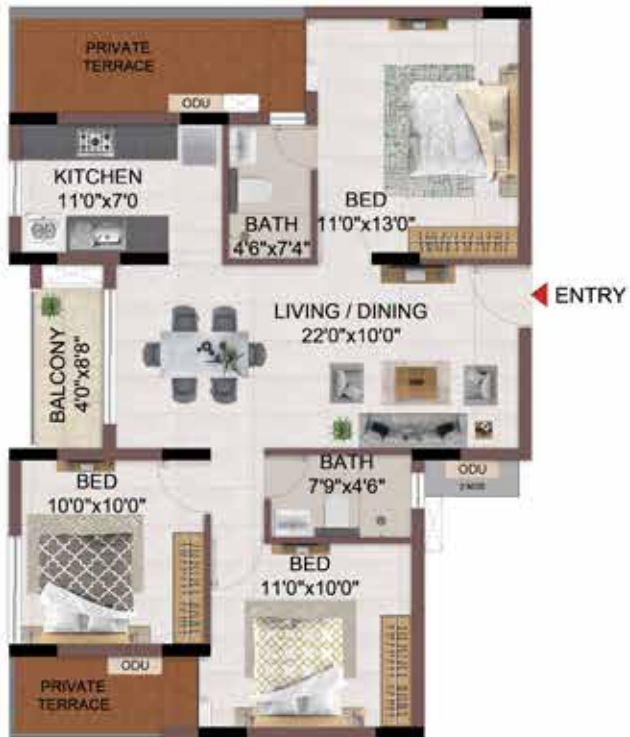 PRIVATE
TERRACE
ODU
KITCHEN
11'0"x7'0
BATH
4'6"x7'4"
BED
11'0"x13'0"
ENTRY
LIVING / DINING
22'0"x10'0"
BALCONY
4'0"x8'8"
BED
10'0"x10'0"
BATH
7'9"x4'6"
ODU
BED
11'0"x10'0"
ODU
PRIVATE
TERRACE